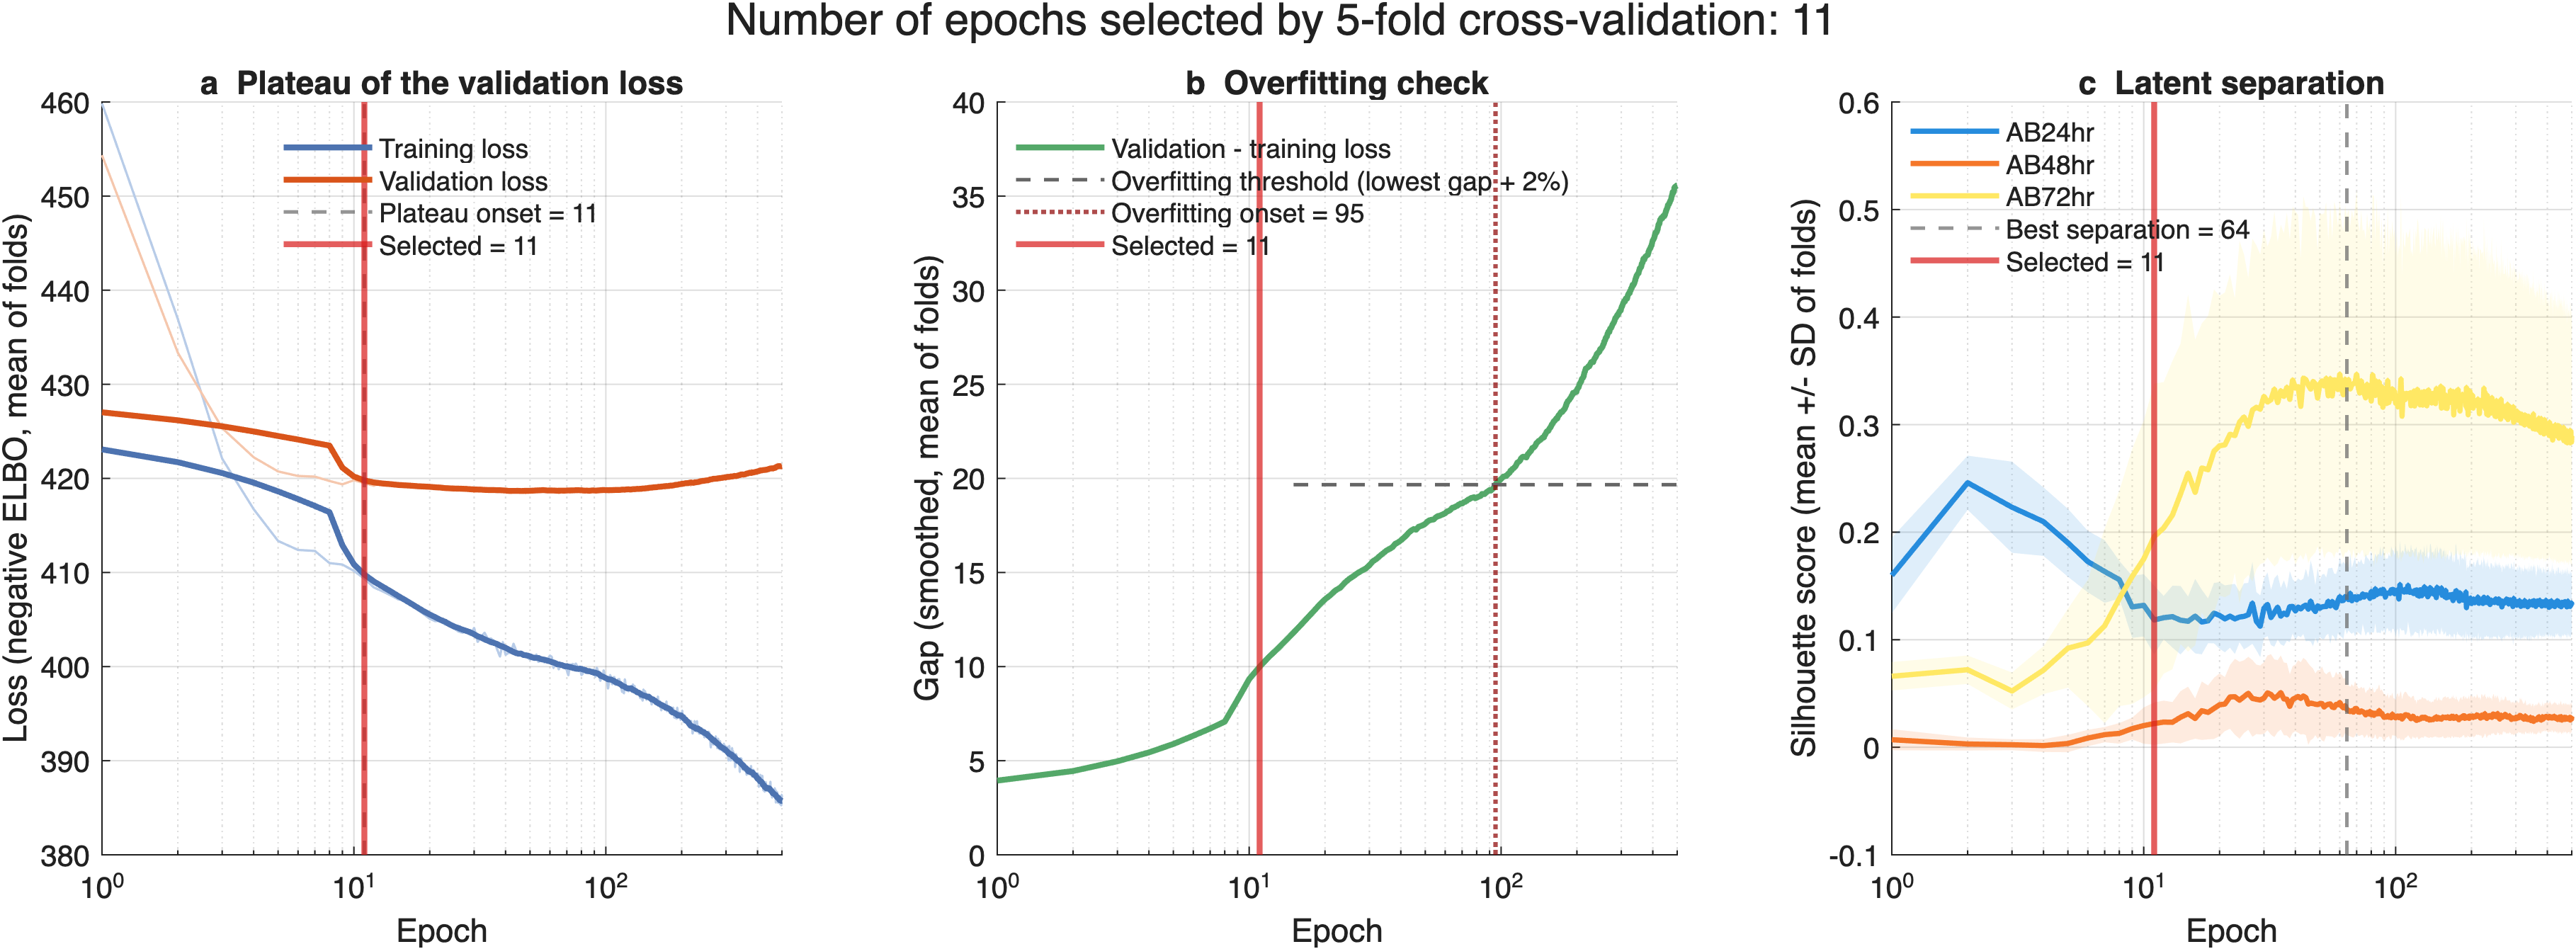 Number of epochs selected by 5-fold cross-validation: 11
a Plateau of the validation loss
Loss (negative ELBO, mean of folds)
460
450
440
430
420
410
400
390
380
10⁰
10¹
10²
Epoch
Training loss
Validation loss
Plateau onset = 11
Selected = 11
b Overfitting check
Gap (smoothed, mean of folds)
40
35
30
25
20
15
10
5
0
10⁰
10¹
10²
Epoch
Validation - training loss
Overfitting threshold (lowest gap + 2%)
Overfitting onset = 95
Selected = 11
c Latent separation
Silhouette score (mean +/- SD of folds)
0.6
0.5
0.4
0.3
0.2
0.1
0
-0.1
10⁰
10¹
10²
Epoch
AB24hr
AB48hr
AB72hr
Best separation = 64
Selected = 11